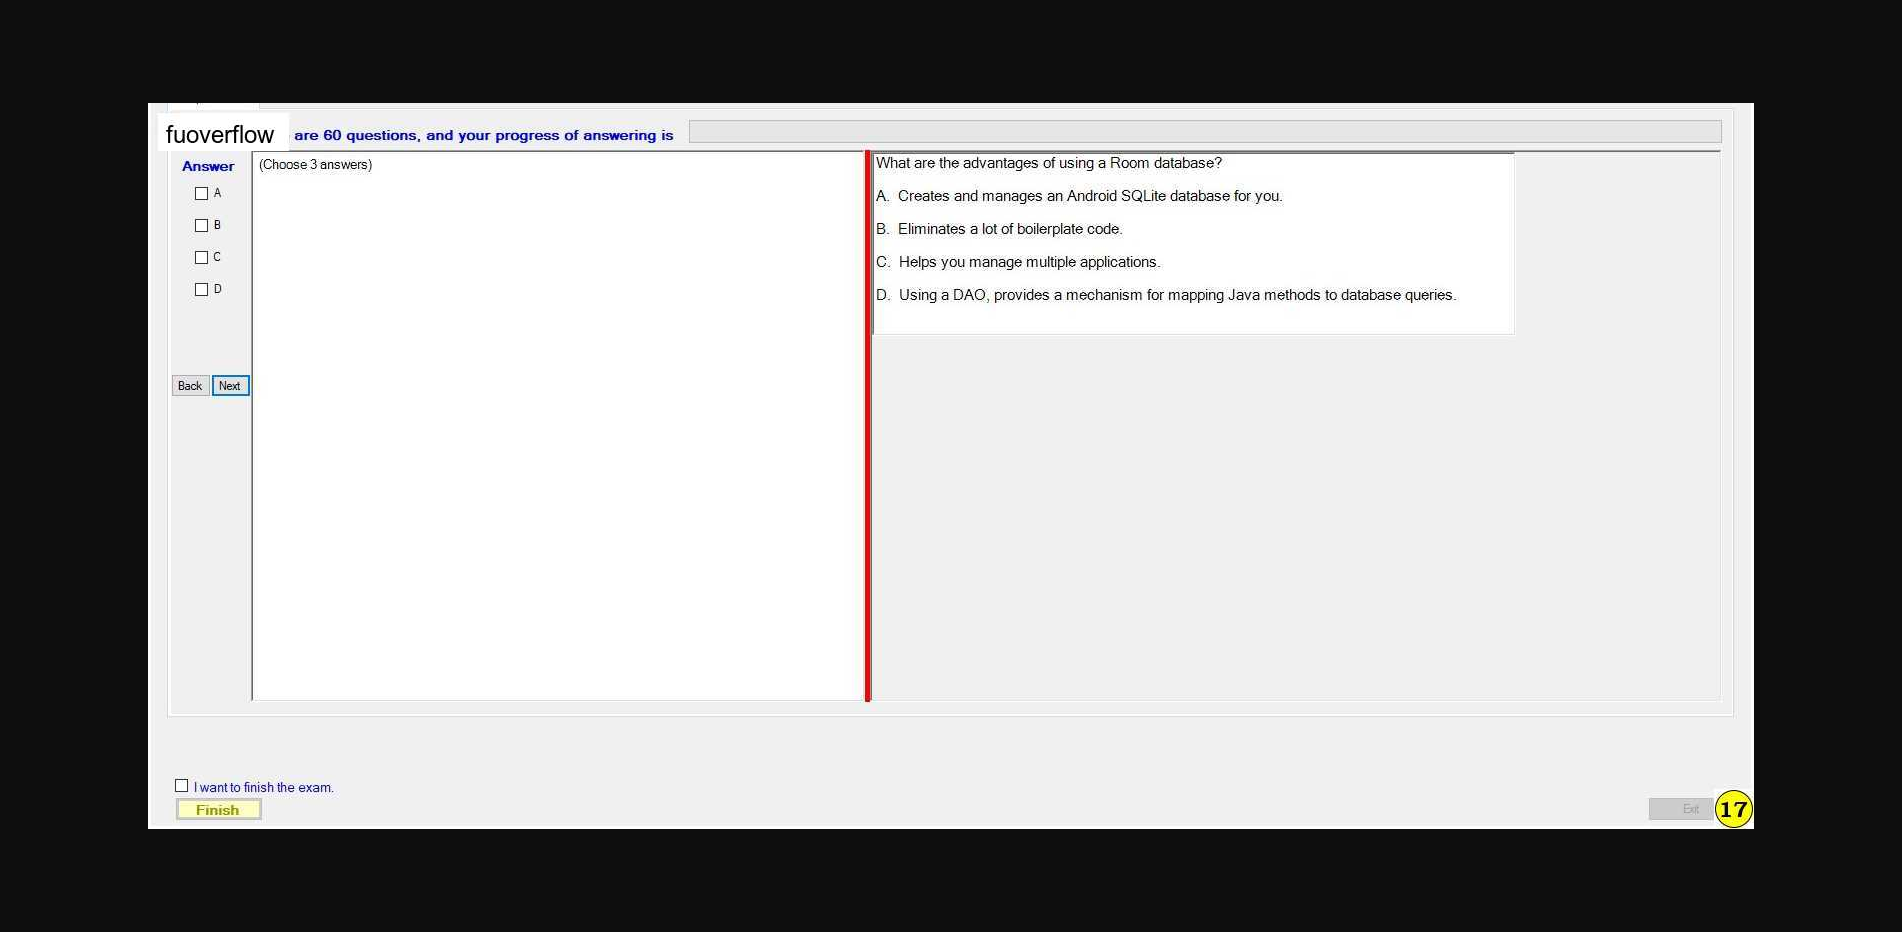 fuoverflow are 60 questions, and your progress of answering is
Answer
A
B
C
D
Back Next
(Choose 3 answers)
What are the advantages of using a Room database?
A. Creates and manages an Android SQLite database for you.
B. Eliminates a lot of boilerplate code.
C. Helps you manage multiple applications.
D. Using a DAO, provides a mechanism for mapping Java methods to database queries.
I want to finish the exam.
Finish
Exit 17